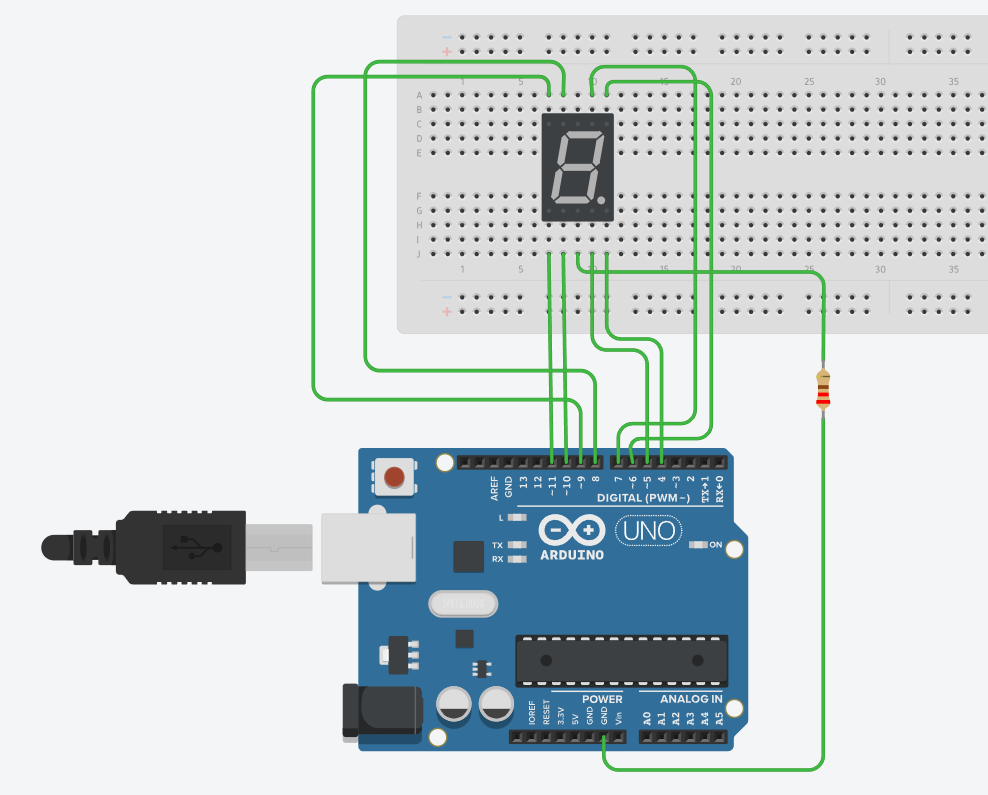 − −
+ +
1 5 10 15 20 25 30 35
A
B
C
D
E
F
G
H
I
J
1 5 10 15 20 25 30 35
− −
+ +
AREF GND 13 12 ~11 ~10 ~9 8 7 ~6 ~5 4 ~3 2 TX→1 RX←0
DIGITAL (PWM~)
L
UNO
TX
RX
ARDUINO
ON
POWER
ANALOG IN
IOREF RESET 3.3V 5V GND GND Vin A0 A1 A2 A3 A4 A5